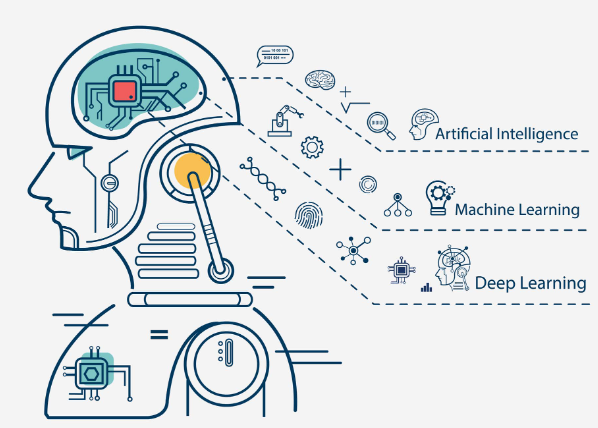 Artificial Intelligence
Machine Learning
Deep Learning